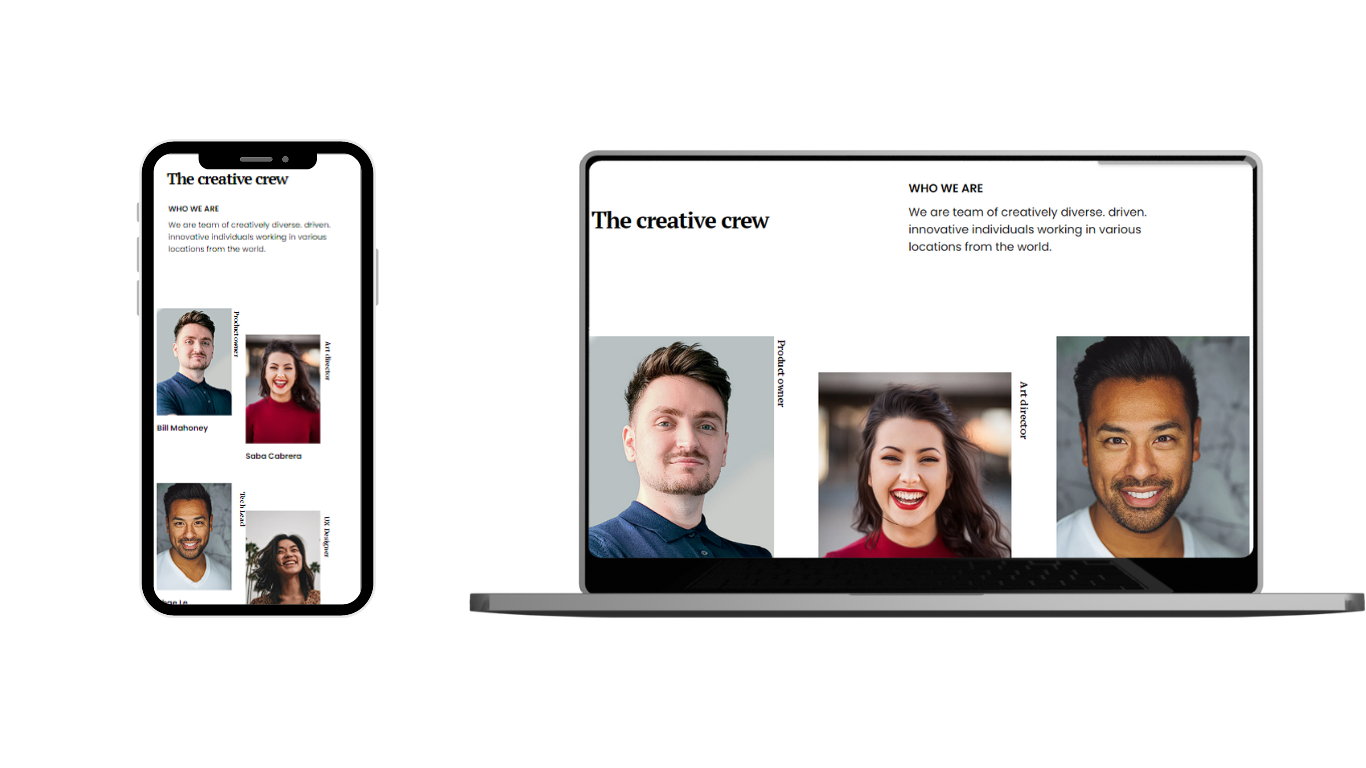 The creative crew
WHO WE ARE
We are team of creatively diverse. driven.
innovative individuals working in various
locations from the world.
Product owner
Art director
Bill Mahoney
Saba Cabrera
Tech Lead
UX Designer
The creative crew
WHO WE ARE
We are team of creatively diverse. driven.
innovative individuals working in various
locations from the world.
Product owner
Art director